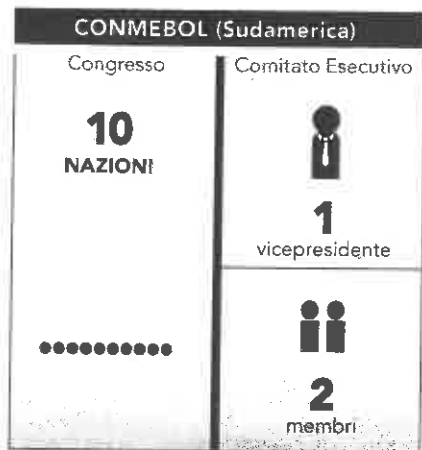 CONMEBOL (Sudamerica)
Congresso
10
NAZIONI
Comitato Esecutivo
1
vicepresidente
2
membri